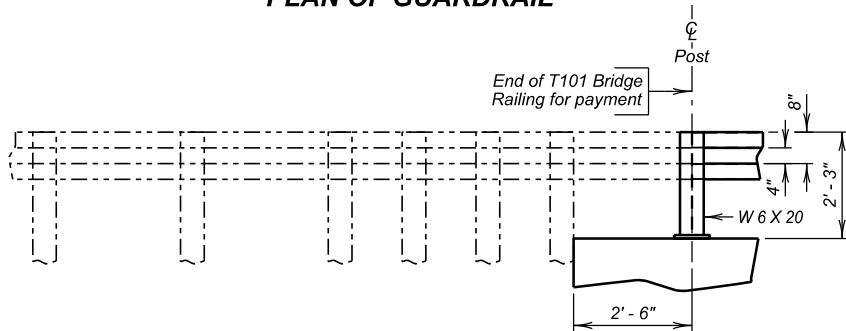 PLAN OF GUARDRAIL
℄
Post
End of T101 Bridge
Railing for payment
8"
4"
2' - 3"
W 6 X 20
2' - 6"